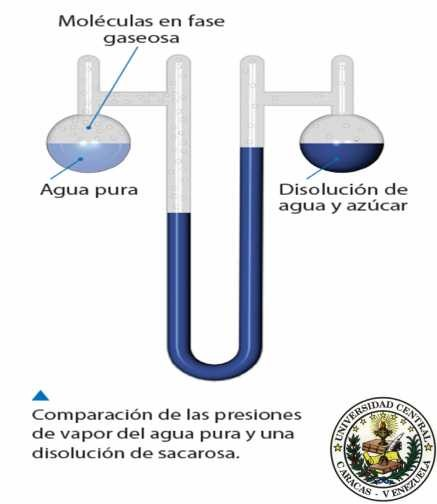 Moléculas en fase
gaseosa
Agua pura
Disolución de
agua y azúcar
Comparación de las presiones
de vapor del agua pura y una
disolución de sacarosa.
UNIVERSIDAD CENTRAL
CARACAS - VENEZUELA